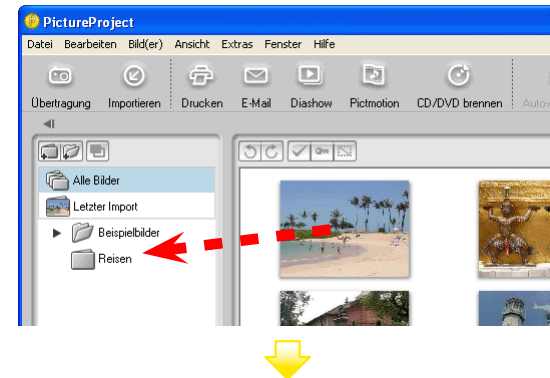 PictureProject
Datei Bearbeiten Bild(er) Ansicht Extras Fenster Hilfe
Übertragung Importieren Drucken E-Mail Diashow Pictmotion CD/DVD brennen
Alle Bilder
Letzter Import
Beispielbilder
Reisen